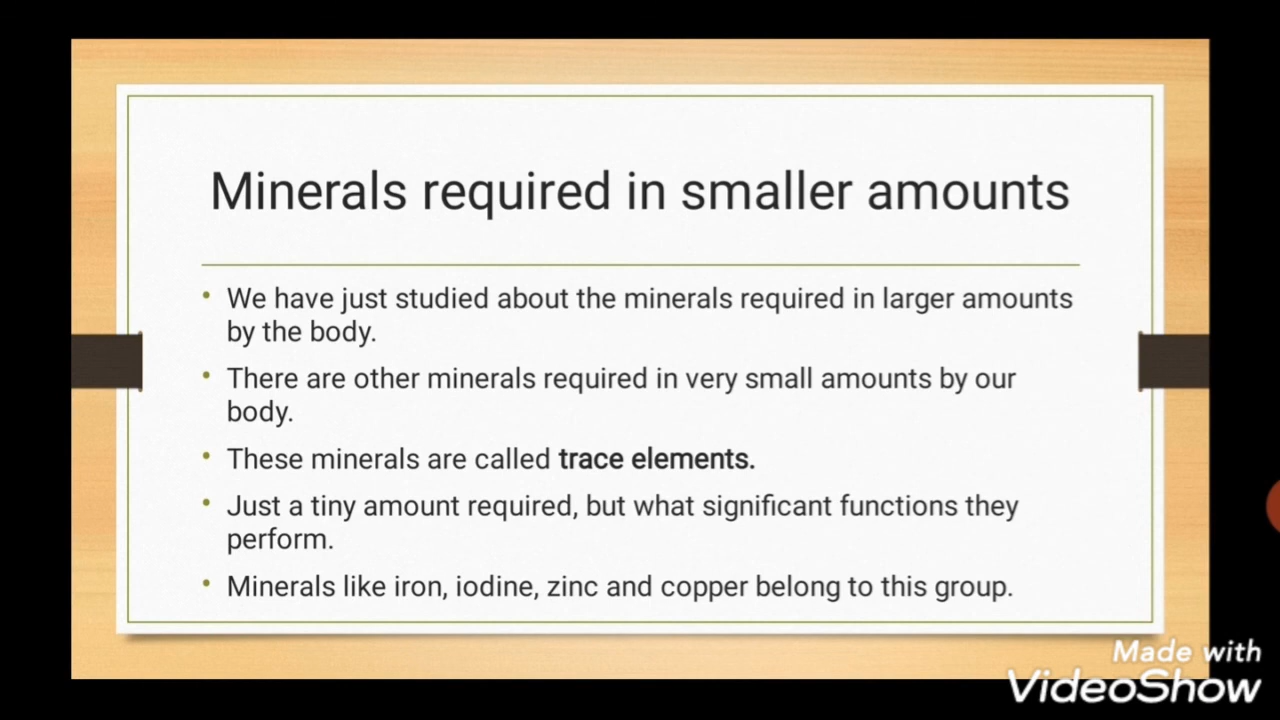 Minerals required in smaller amounts
• We have just studied about the minerals required in larger amounts
by the body.
• There are other minerals required in very small amounts by our
body.
• These minerals are called trace elements.
• Just a tiny amount required, but what significant functions they
perform.
• Minerals like iron, iodine, zinc and copper belong to this group.
Made with
VideoShow